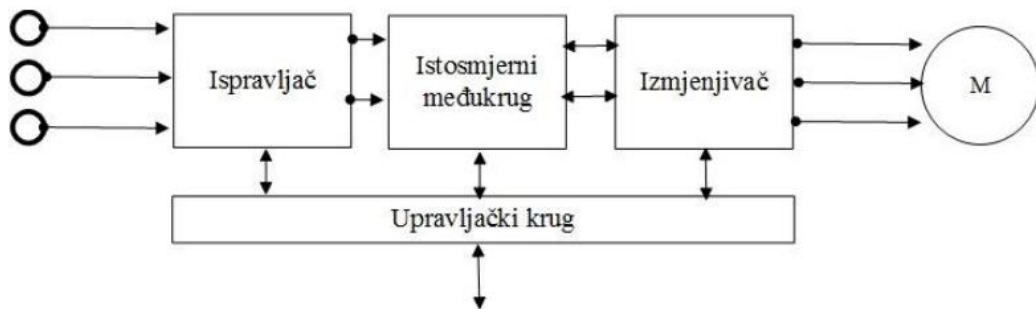 Ispravljač
Istosmjerni
međukrug
Izmjenjivač
M
Upravljački krug